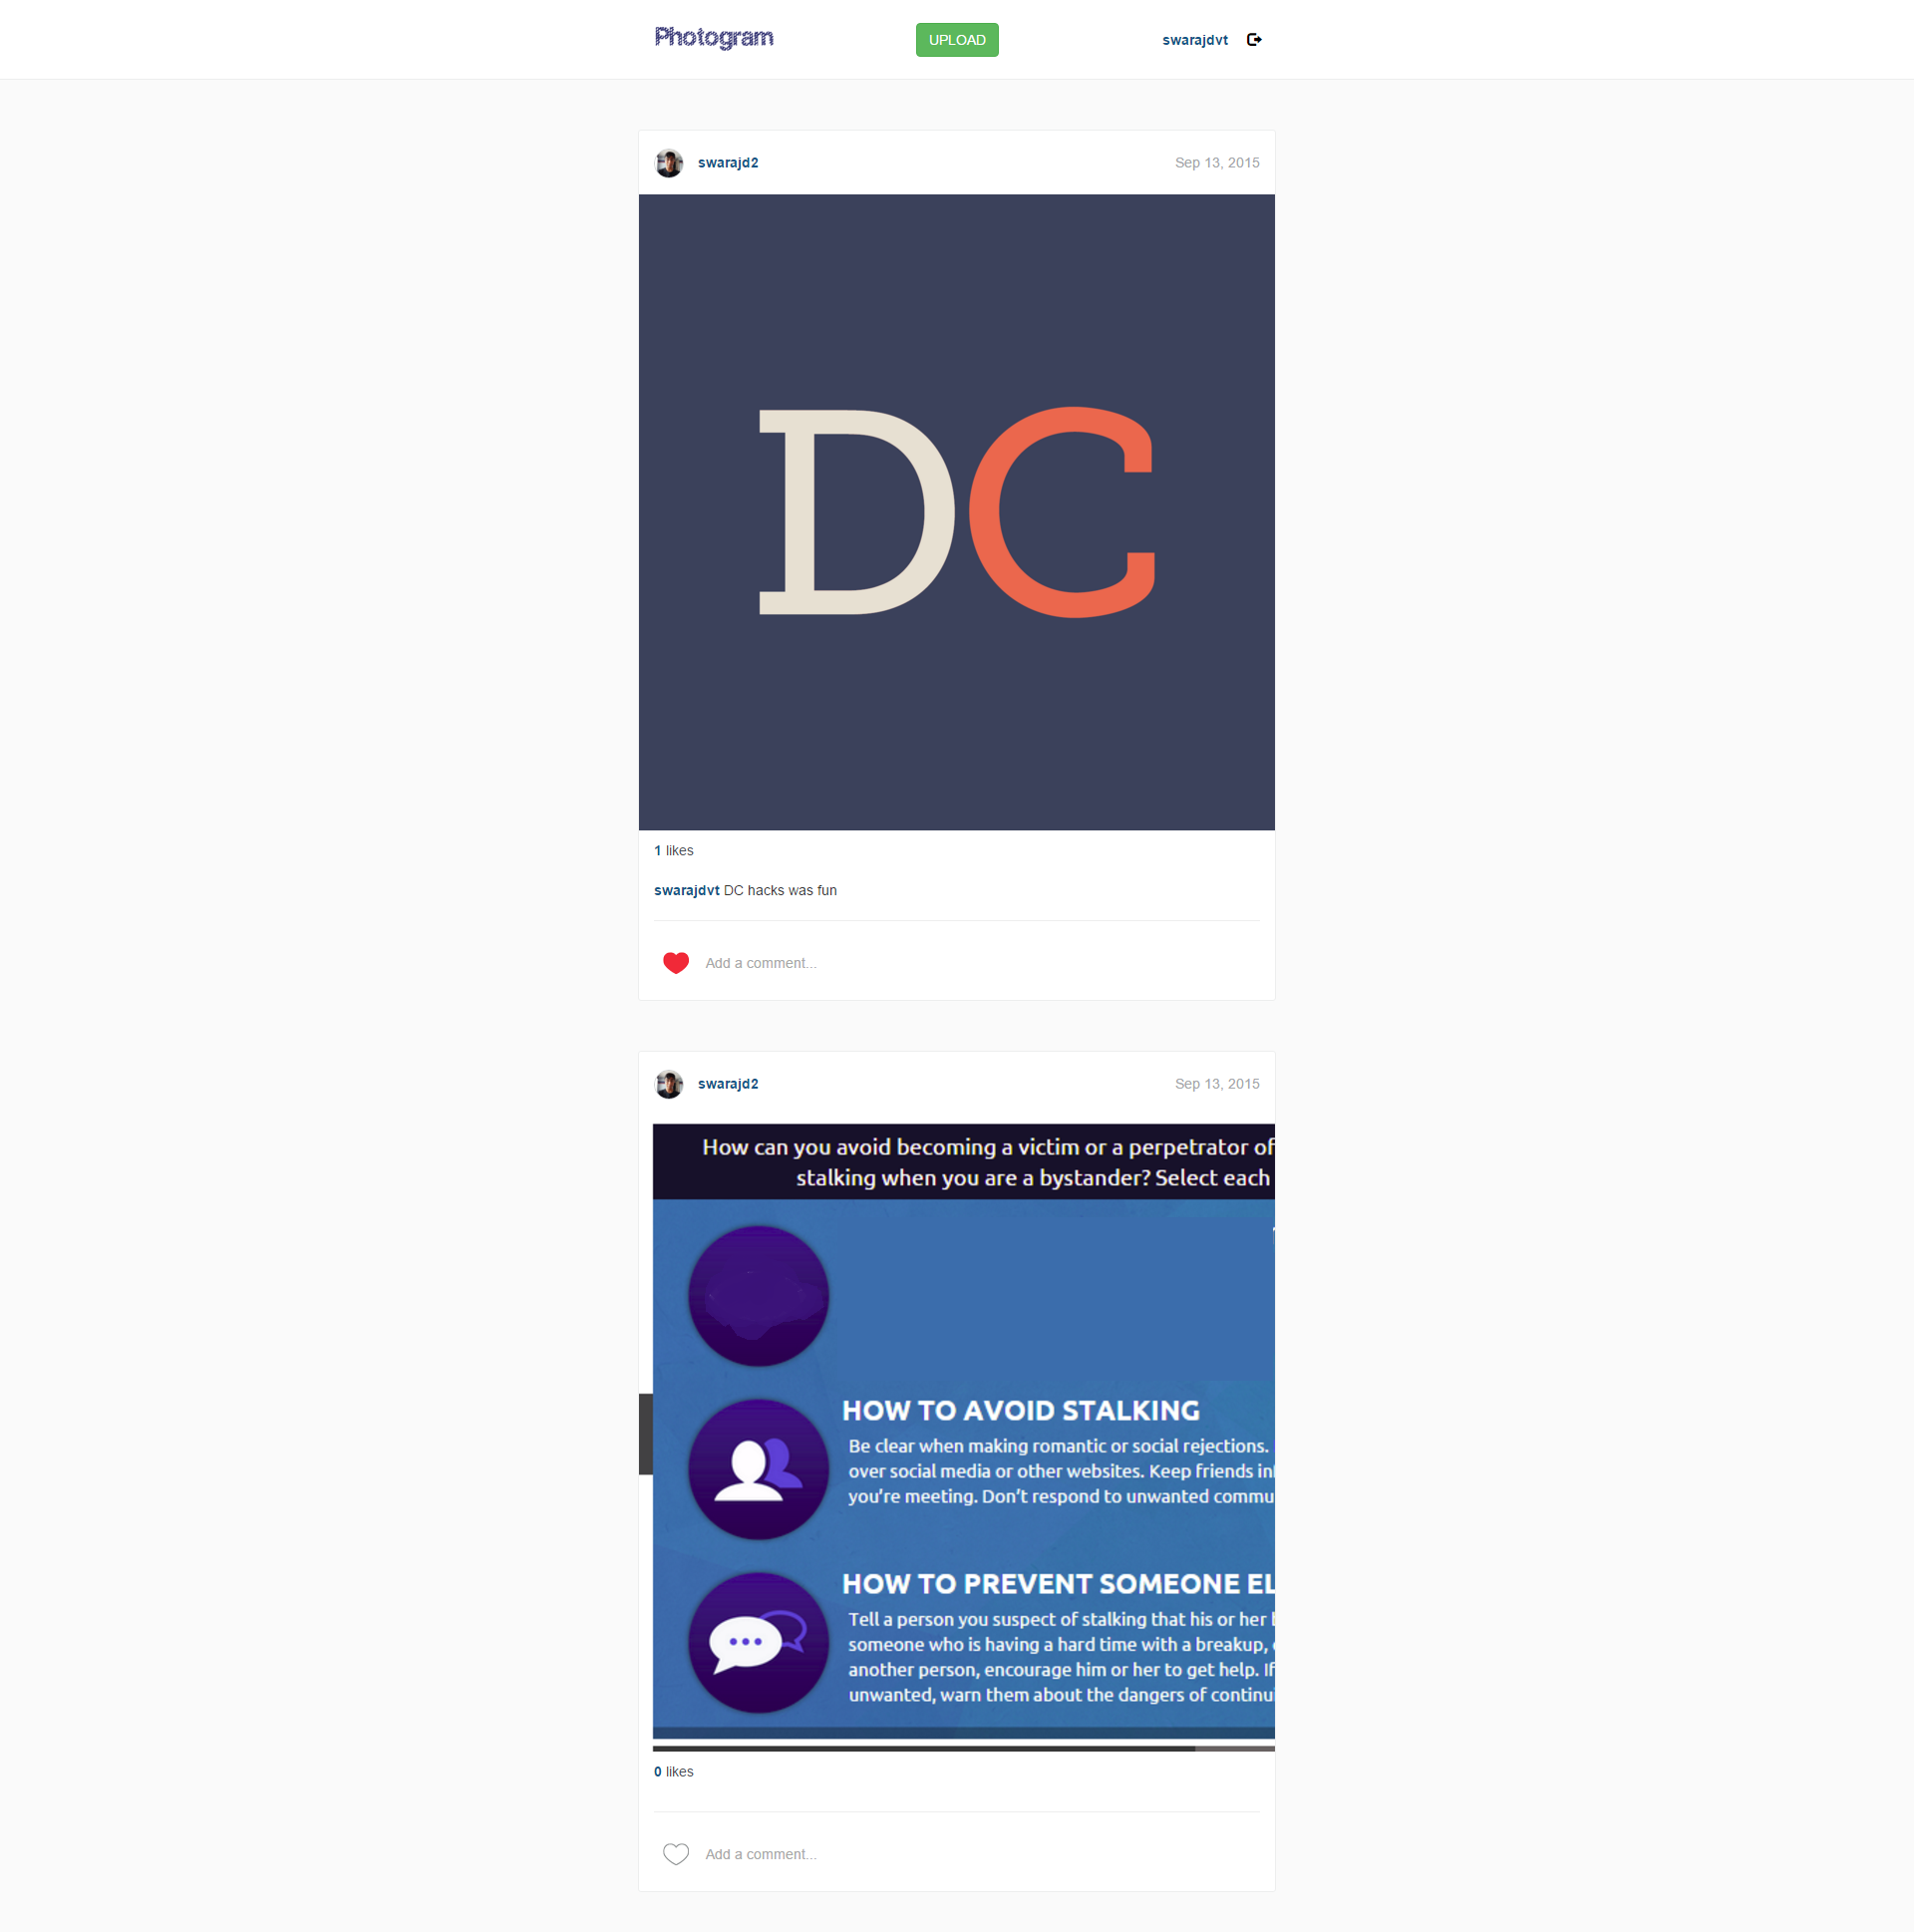 Photogram
UPLOAD
swarajdvt
swarajd2
Sep 13, 2015
DC
1 likes
swarajdvt DC hacks was fun
Add a comment...
swarajd2
Sep 13, 2015
How can you avoid becoming a victim or a perpetrator of
stalking when you are a bystander? Select each
HOW TO AVOID STALKING
Be clear when making romantic or social rejections.
over social media or other websites. Keep friends
you're meeting. Don't respond to unwanted
HOW TO PREVENT SOMEONE
Tell a person you suspect of stalking that his or her
someone who is having a hard time with a breakup,
another person, encourage him or her to get help. If
unwanted, warn them about the dangers of
0 likes
Add a comment...